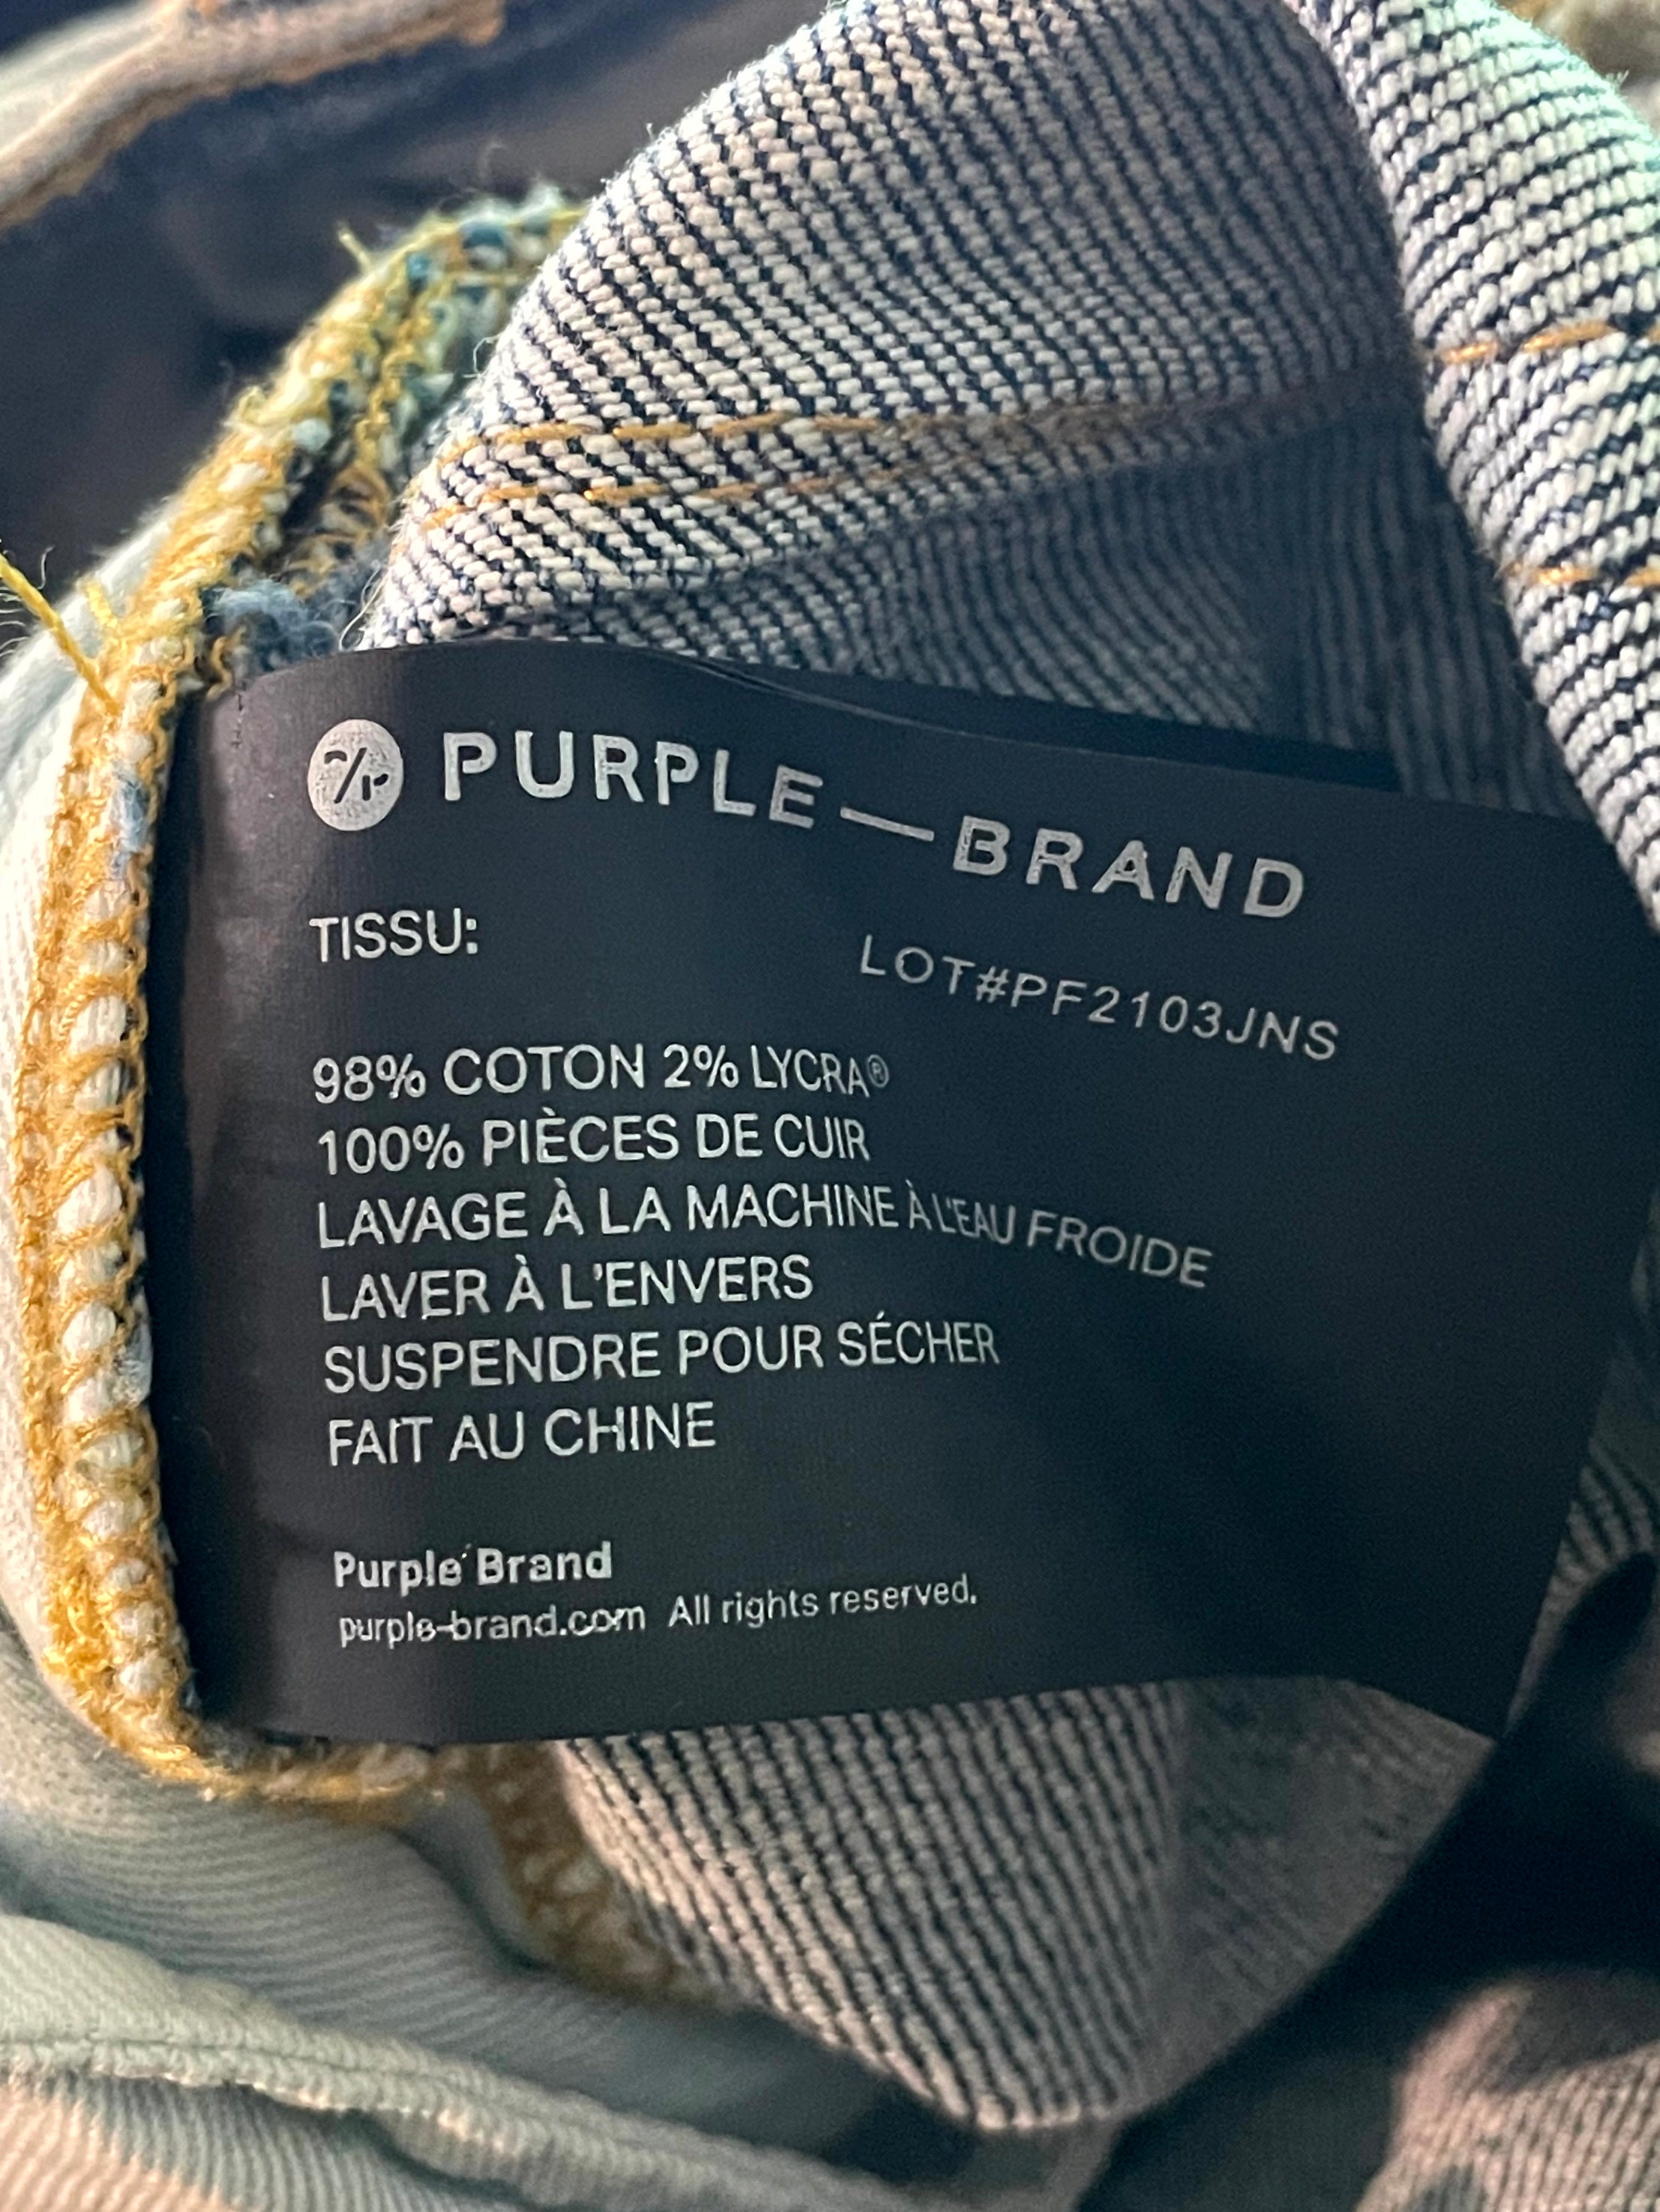 PURPLE—BRAND
TISSU:
LOT#PF2103JNS
98% COTON 2% LYCRA®
100% PIÈCES DE CUIR
LAVAGE À LA MACHINE À L'EAU FROIDE
LAVER À L'ENVERS
SUSPENDRE POUR SÉCHER
FAIT AU CHINE
Purple Brand
purple-brand.com All rights reserved.